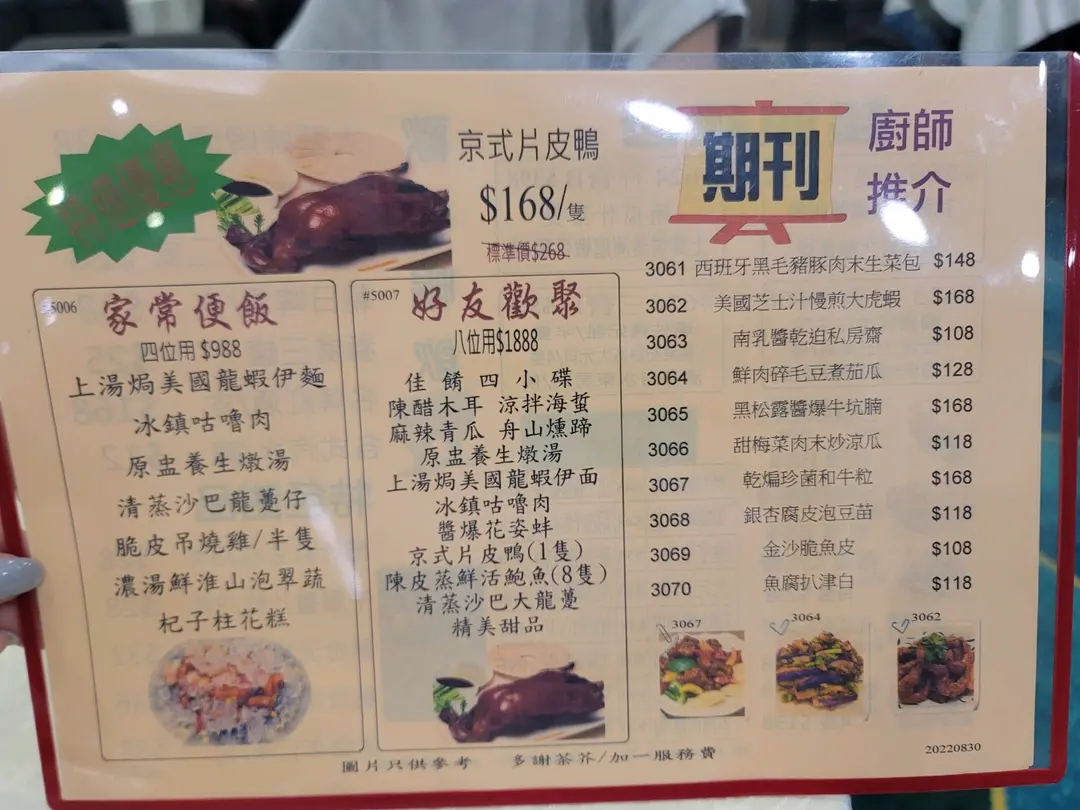 京式片皮鴨
$168/隻
標準價$268
期刊
廚師
推介
#5006
家常便飯
四位用 $988
上湯焗美國龍蝦伊麵
冰鎮咕嚕肉
原盅養生燉湯
清蒸沙巴龍躉仔
脆皮吊燒雞/半隻
濃湯鮮淮山泡翠蔬
杞子桂花糕
#5007
好友歡聚
八位用$1888
佳餚四小碟
陳醋木耳 涼拌海蜇
麻辣青瓜 舟山燻蹄
原盅養生燉湯
上湯焗美國龍蝦伊面
冰鎮咕嚕肉
醬爆花姿蚌
京式片皮鴨(1隻)
陳皮蒸鮮活鮑魚(8隻)
清蒸沙巴大龍躉
精美甜品
3061 西班牙黑毛豬豚肉末生菜包 $148
3062 美國芝士汁慢煎大虎蝦 $168
3063 南乳醬乾迫私房齋 $108
3064 鮮肉碎毛豆煮茄瓜 $128
3065 黑松露醬爆牛坑腩 $168
3066 甜梅菜肉末炒涼瓜 $118
3067 乾煸珍菌和牛粒 $168
3068 銀杏腐皮泡豆苗 $118
3069 金沙脆魚皮 $108
3070 魚腐扒津白 $118
3067 3064 3062
圖片只供參考 多謝茶芥/加一服務費
20220830